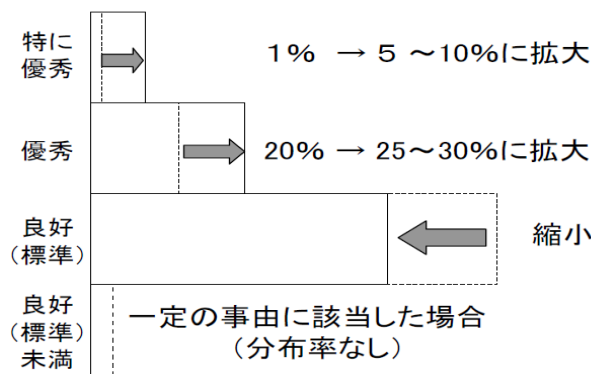 特に
優秀
1% → 5 ～10%に拡大
優秀
20% → 25～30%に拡大
良好
(標準)
縮小
良好
(標準)
未満
一定の事由に該当した場合
(分布率なし)